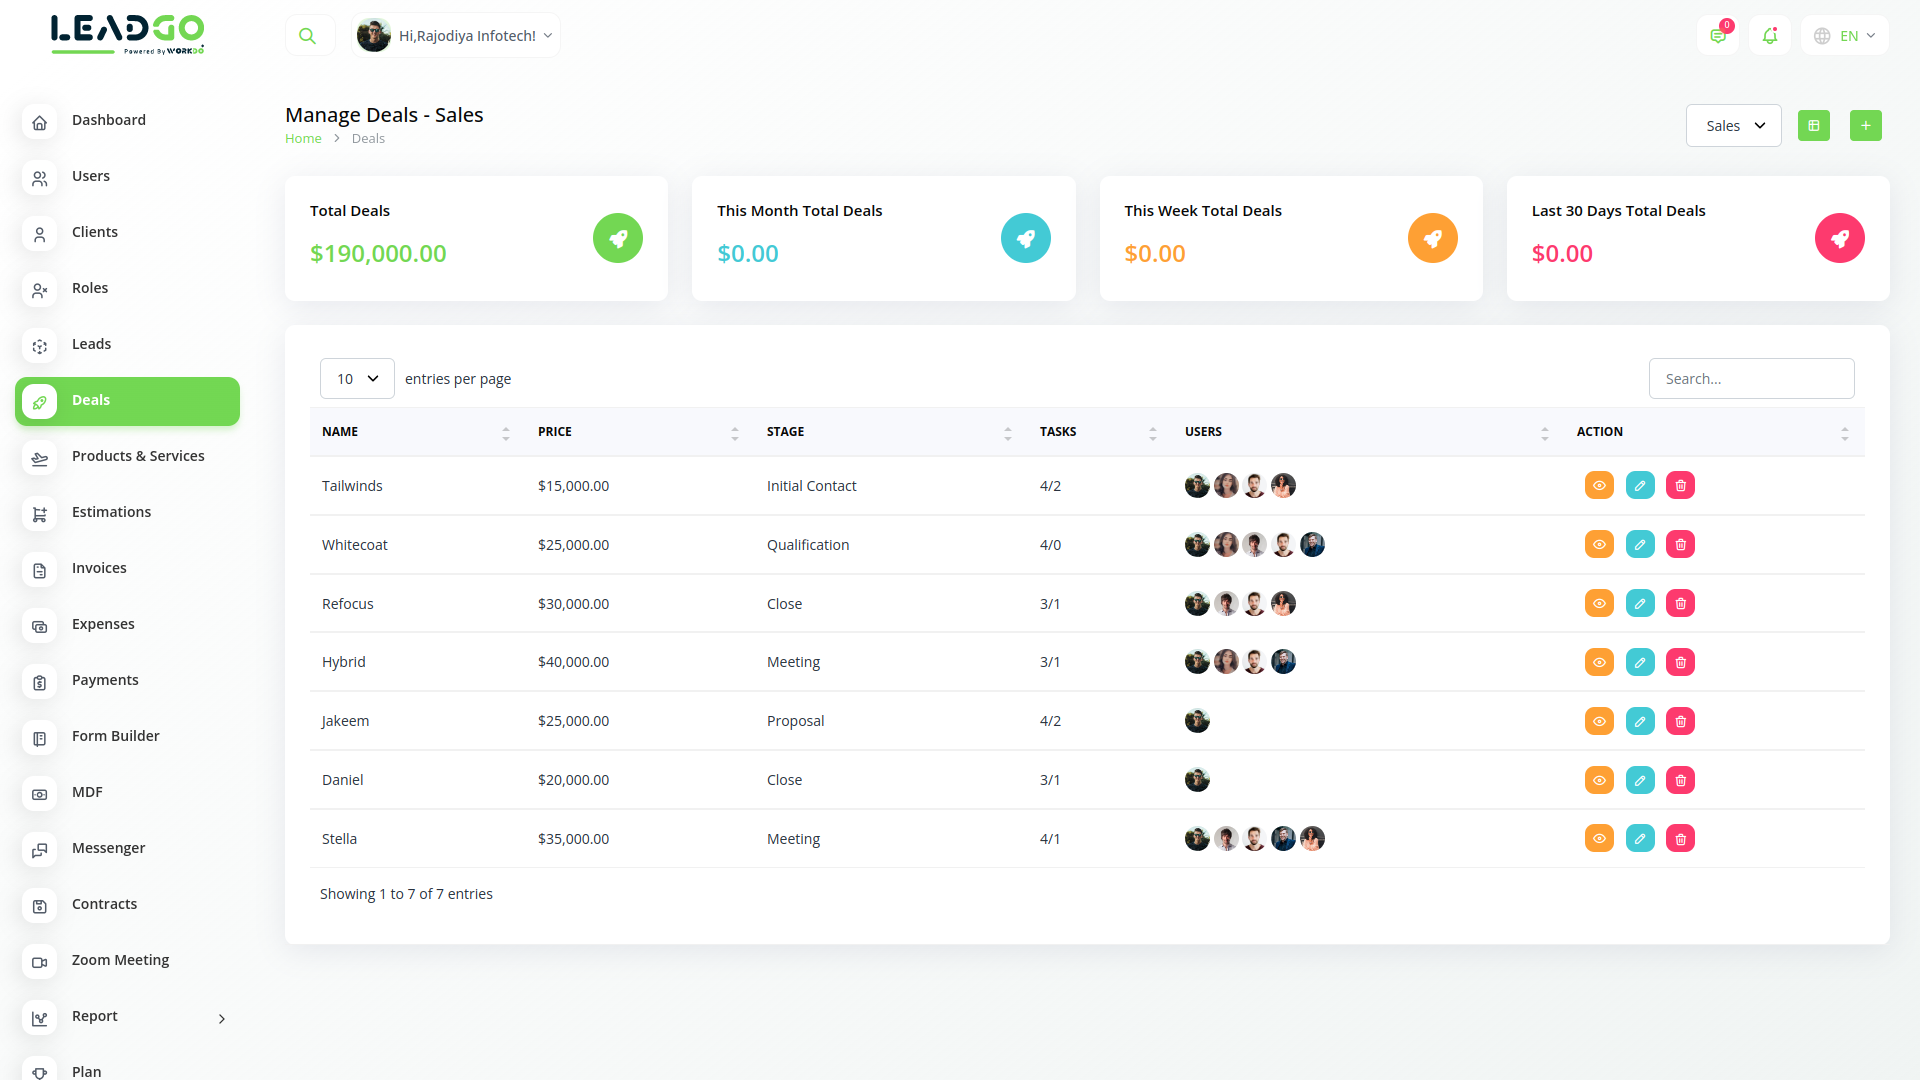 LEADGO
Powered By WORKDO
Hi,Rajodiya Infotech!
0
EN
Dashboard
Users
Clients
Roles
Leads
Deals
Products & Services
Estimations
Invoices
Expenses
Payments
Form Builder
MDF
Messenger
Contracts
Zoom Meeting
Report
Plan
Manage Deals - Sales
Home > Deals
Sales
Total Deals
$190,000.00
This Month Total Deals
$0.00
This Week Total Deals
$0.00
Last 30 Days Total Deals
$0.00
10 entries per page
Search...
NAME PRICE STAGE TASKS USERS ACTION
Tailwinds $15,000.00 Initial Contact 4/2
Whitecoat $25,000.00 Qualification 4/0
Refocus $30,000.00 Close 3/1
Hybrid $40,000.00 Meeting 3/1
Jakeem $25,000.00 Proposal 4/2
Daniel $20,000.00 Close 3/1
Stella $35,000.00 Meeting 4/1
Showing 1 to 7 of 7 entries